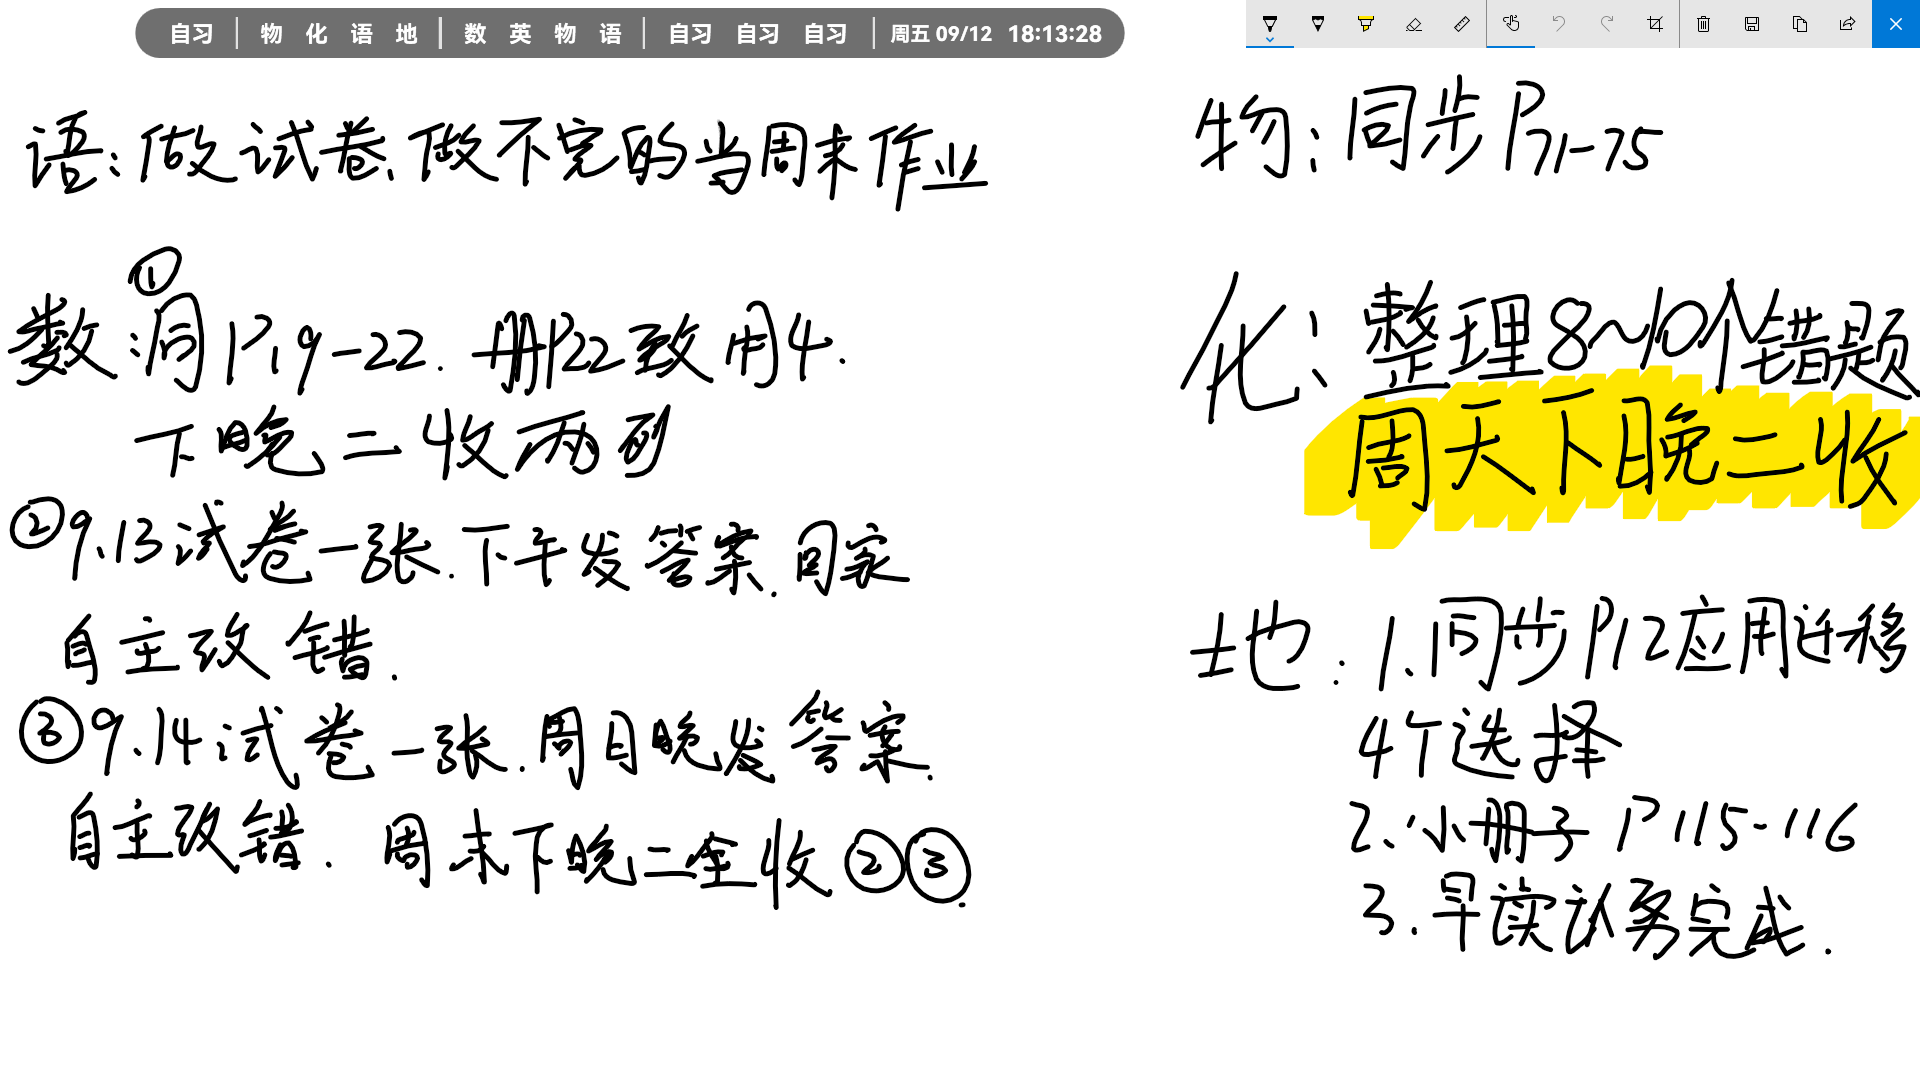 自习 | 物 化 语 地 | 数 英 物 语 | 自习 自习 自习 | 周五 09/12 18:13:28
语:做试卷、做不完的当周末作业
数:①同P19-22. 册P22致用4.
下晚二收两列
②9.13试卷一张.下午发答案.回家
自主改错.
③9.14试卷一张.周日晚发答案.
自主改错. 周末下晚二全收②③.
物:同步P71-75
化:整理8~10个错题
周天下晚二收
地:1.同步P12应用迁移
4个选择
2.小册子P115-116
3.早读认务完成.